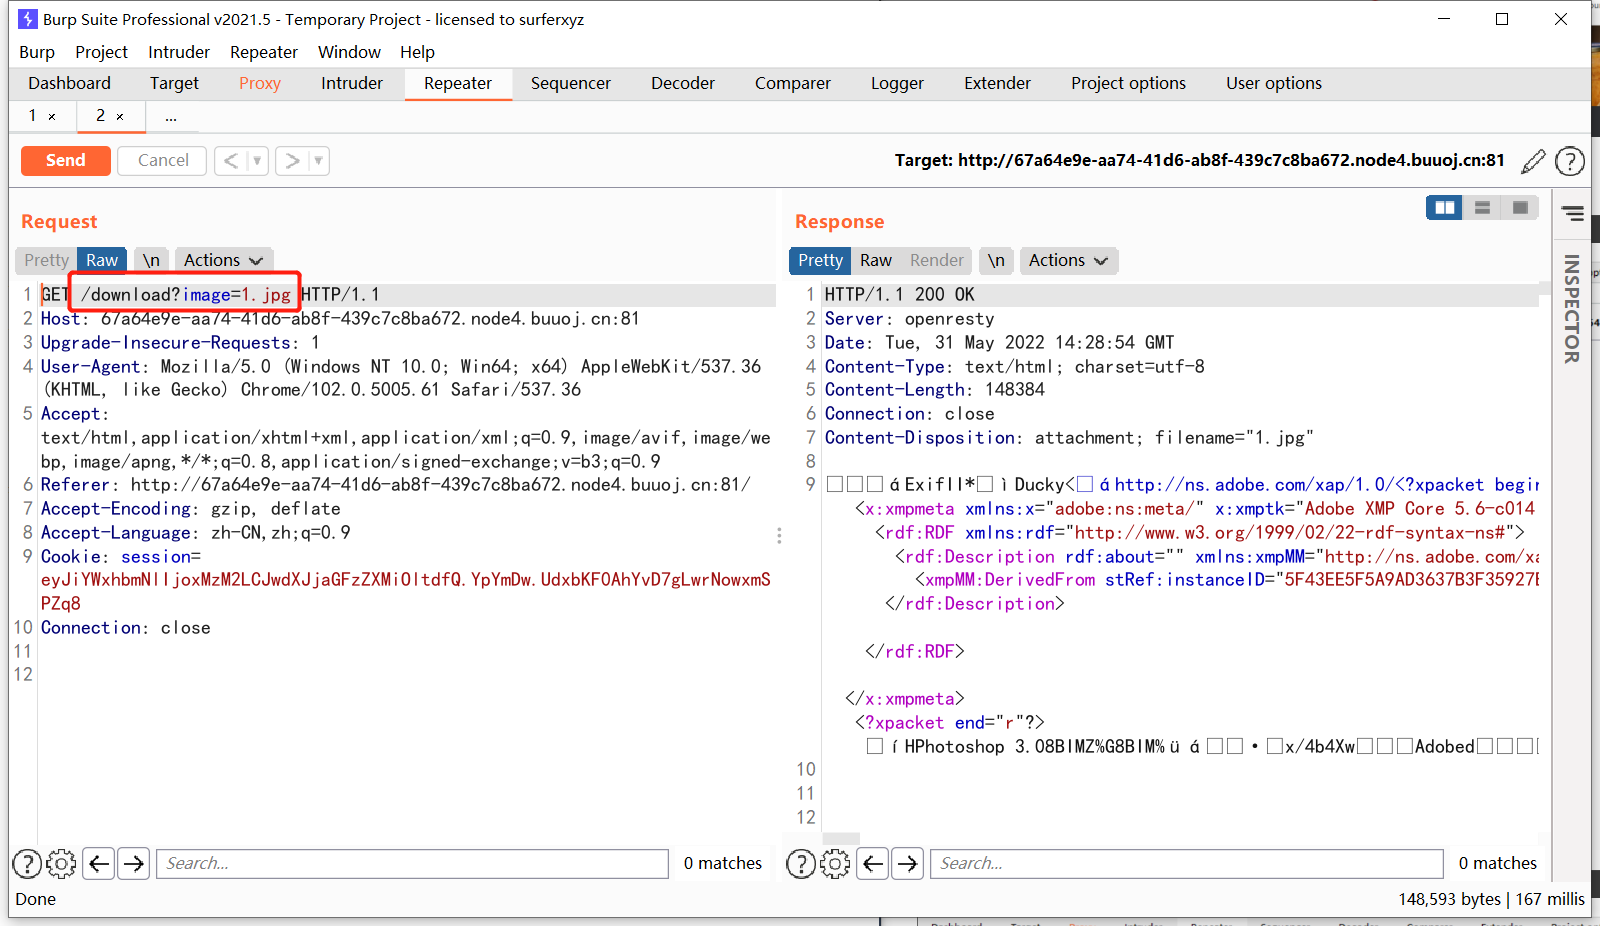 Burp Suite Professional v2021.5 - Temporary Project - licensed to surferxyz
Burp Project Intruder Repeater Window Help
Dashboard Target Proxy Intruder Repeater Sequencer Decoder Comparer Logger Extender Project options User options
1 × 2 × ...
Send Cancel < >
Target: http://67a64e9e-aa74-41d6-ab8f-439c7c8ba672.node4.buuoj.cn:81
Request
Pretty Raw \n Actions
1 GET /download?image=1.jpg HTTP/1.1
2 Host: 67a64e9e-aa74-41d6-ab8f-439c7c8ba672.node4.buuoj.cn:81
3 Upgrade-Insecure-Requests: 1
4 User-Agent: Mozilla/5.0 (Windows NT 10.0; Win64; x64) AppleWebKit/537.36
(KHTML, like Gecko) Chrome/102.0.5005.61 Safari/537.36
5 Accept:
text/html,application/xhtml+xml,application/xml;q=0.9,image/avif,image/we
bp,image/apng,*/*;q=0.8,application/signed-exchange;v=b3;q=0.9
6 Referer: http://67a64e9e-aa74-41d6-ab8f-439c7c8ba672.node4.buuoj.cn:81/
7 Accept-Encoding: gzip, deflate
8 Accept-Language: zh-CN,zh;q=0.9
9 Cookie: session=
eyJiYWxhbmNlIjoxMzM2LCJwdXJjaGFzZXMiOltdfQ.YpYmDw.UdxbKF0AhYvD7gLwrNowxmS
PZq8
10 Connection: close
11
12
Search... 0 matches
Response
Pretty Raw Render \n Actions
1 HTTP/1.1 200 OK
2 Server: openresty
3 Date: Tue, 31 May 2022 14:28:54 GMT
4 Content-Type: text/html; charset=utf-8
5 Content-Length: 148384
6 Connection: close
7 Content-Disposition: attachment; filename="1.jpg"
8
9 áExifII* ìDucky< áhttp://ns.adobe.com/xap/1.0/<?xpacket begin
<x:xmpmeta xmlns:x="adobe:ns:meta/" x:xmptk="Adobe XMP Core 5.6-c014
<rdf:RDF xmlns:rdf="http://www.w3.org/1999/02/22-rdf-syntax-ns#">
<rdf:Description rdf:about="" xmlns:xmpMM="http://ns.adobe.com/xa
<xmpMM:DerivedFrom stRef:instanceID="5F43EE5F5A9AD3637B3F35927E
</rdf:Description>
</rdf:RDF>
</x:xmpmeta>
<?xpacket end="r"?>
íHPhotoshop 3.08BIMZ%G8BIM%üá · x/4b4Xw Adobed
10
11
12
Search... 0 matches
INSPECTOR
Done
148,593 bytes | 167 millis